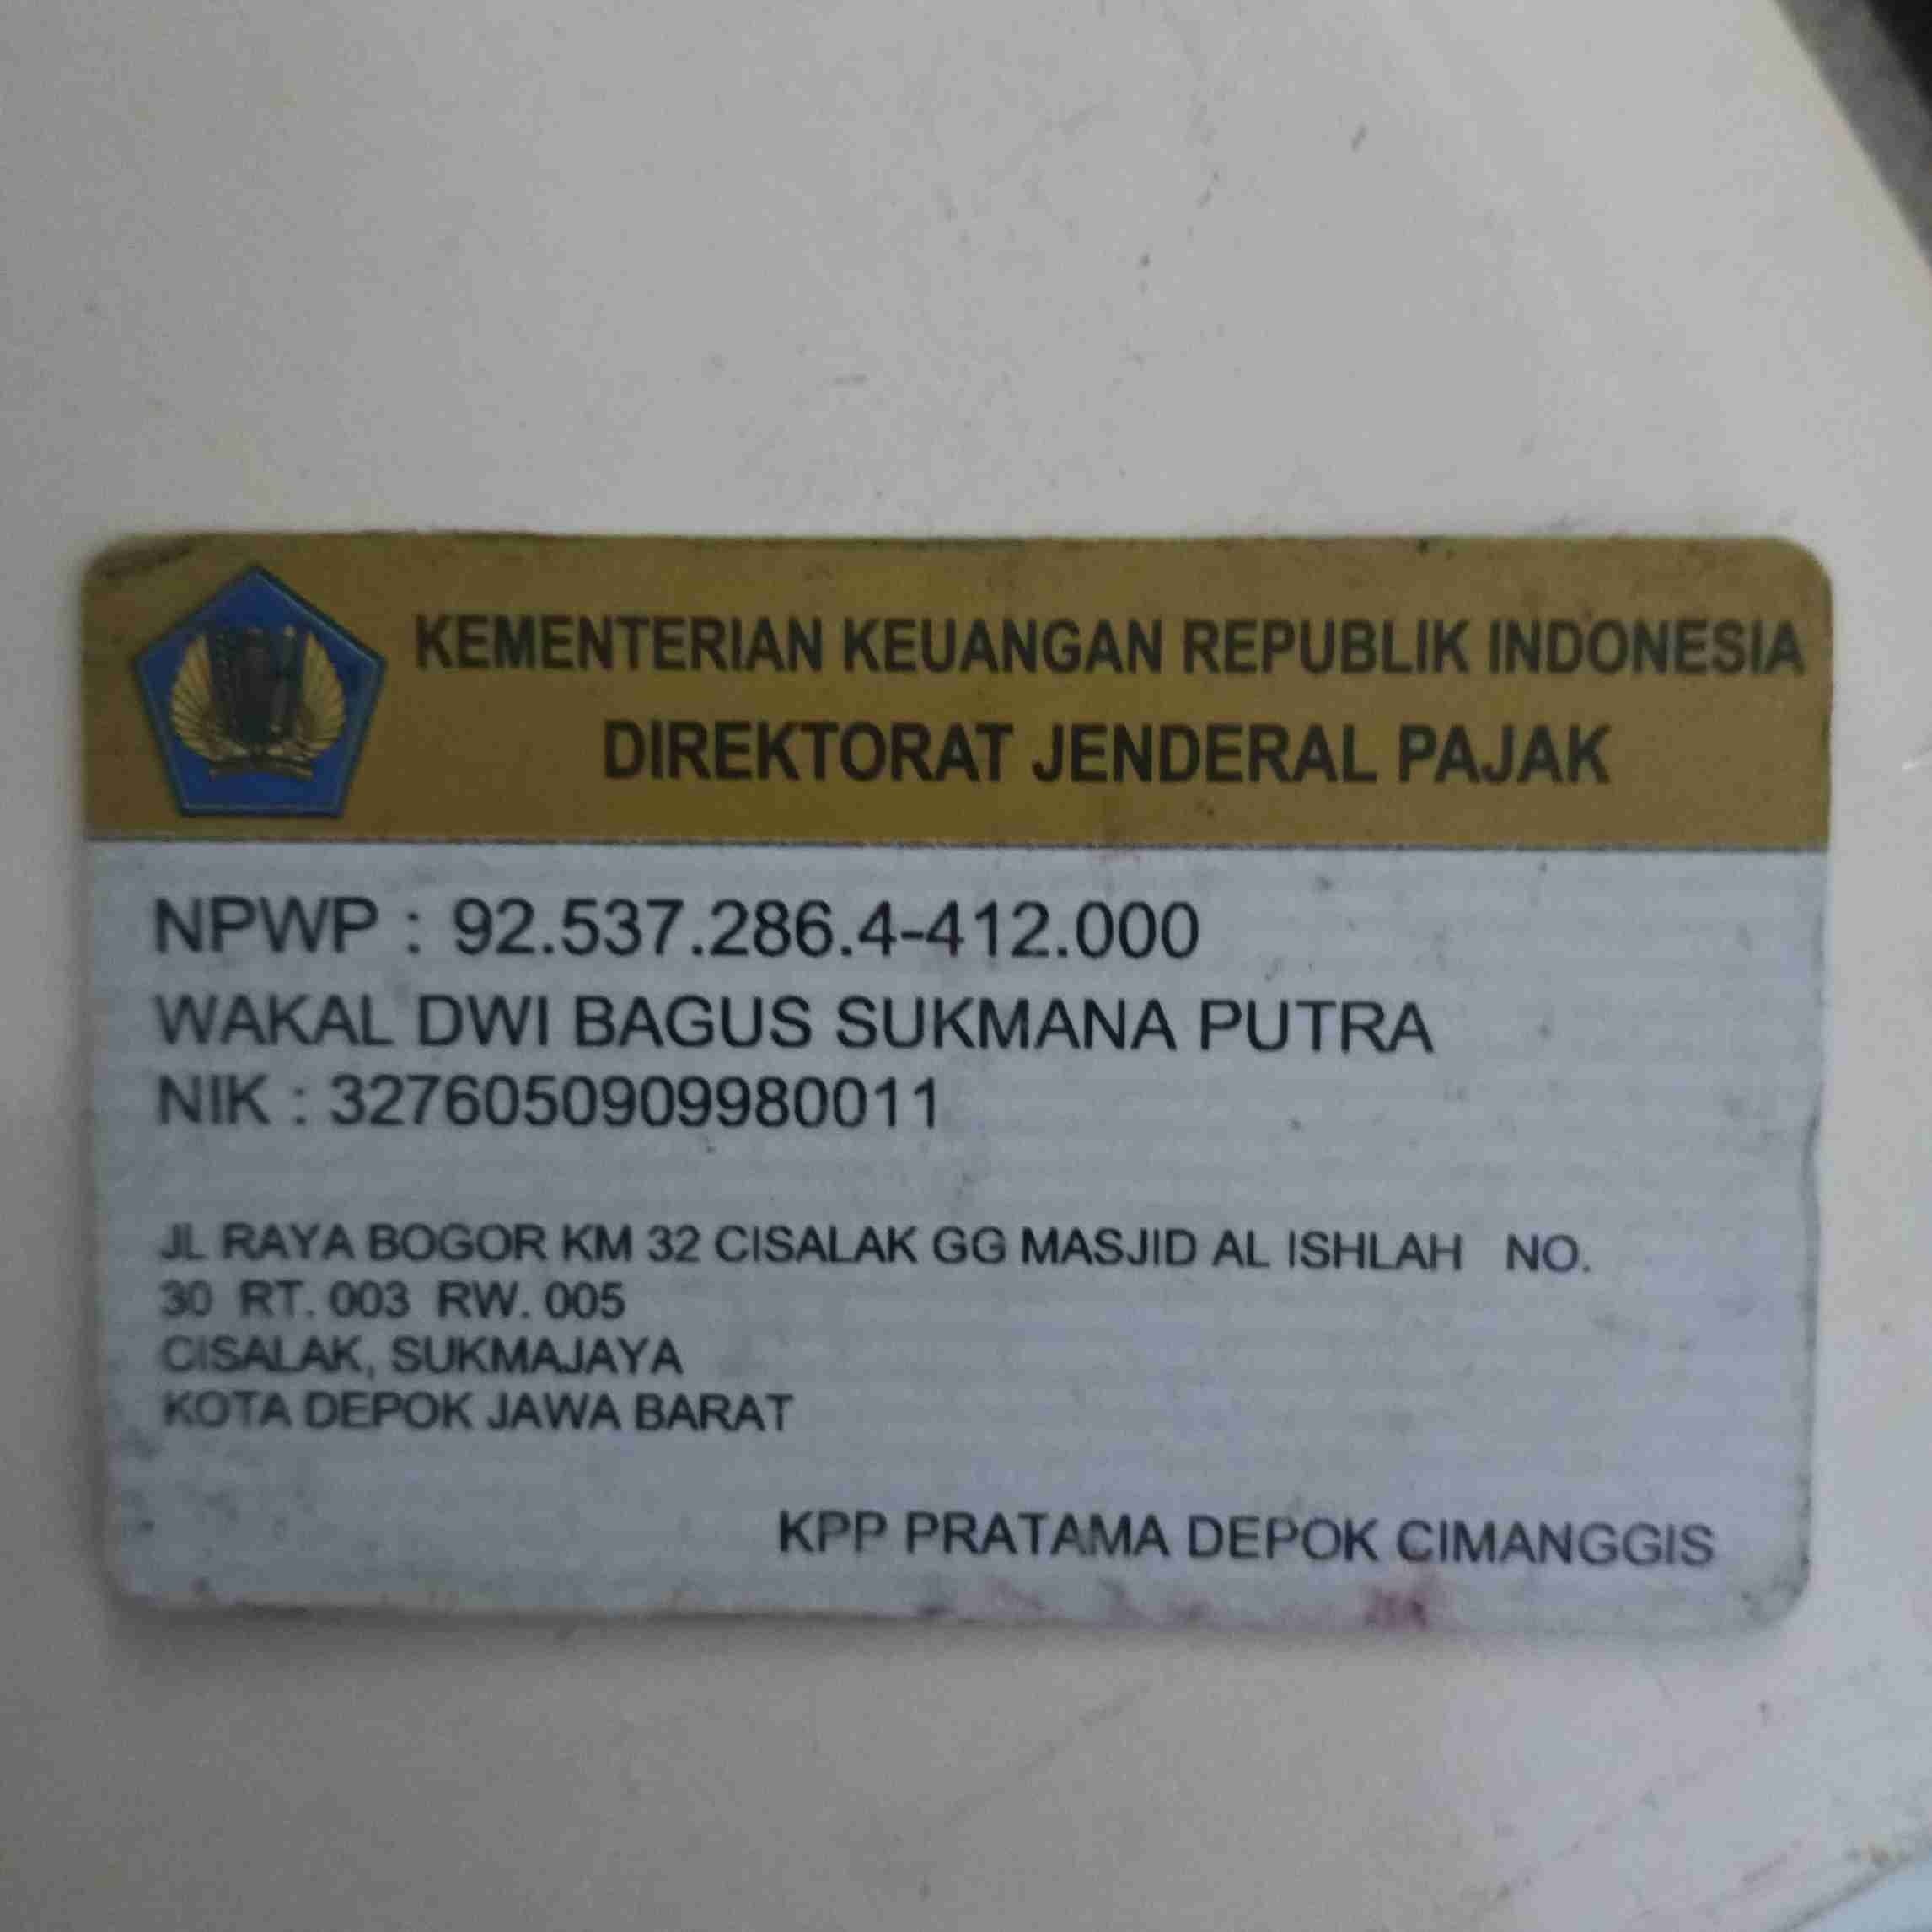 KEMENTERIAN KEUANGAN REPUBLIK INDONESIA
DIREKTORAT JENDERAL PAJAK
NPWP : 92.537.286.4-412.000
WAKAL DWI BAGUS SUKMANA PUTRA
NIK : 3276050909980011
JL RAYA BOGOR KM 32 CISALAK GG MASJID AL ISHLAH NO.
30 RT. 003 RW. 005
CISALAK, SUKMAJAYA
KOTA DEPOK JAWA BARAT
KPP PRATAMA DEPOK CIMANGGIS